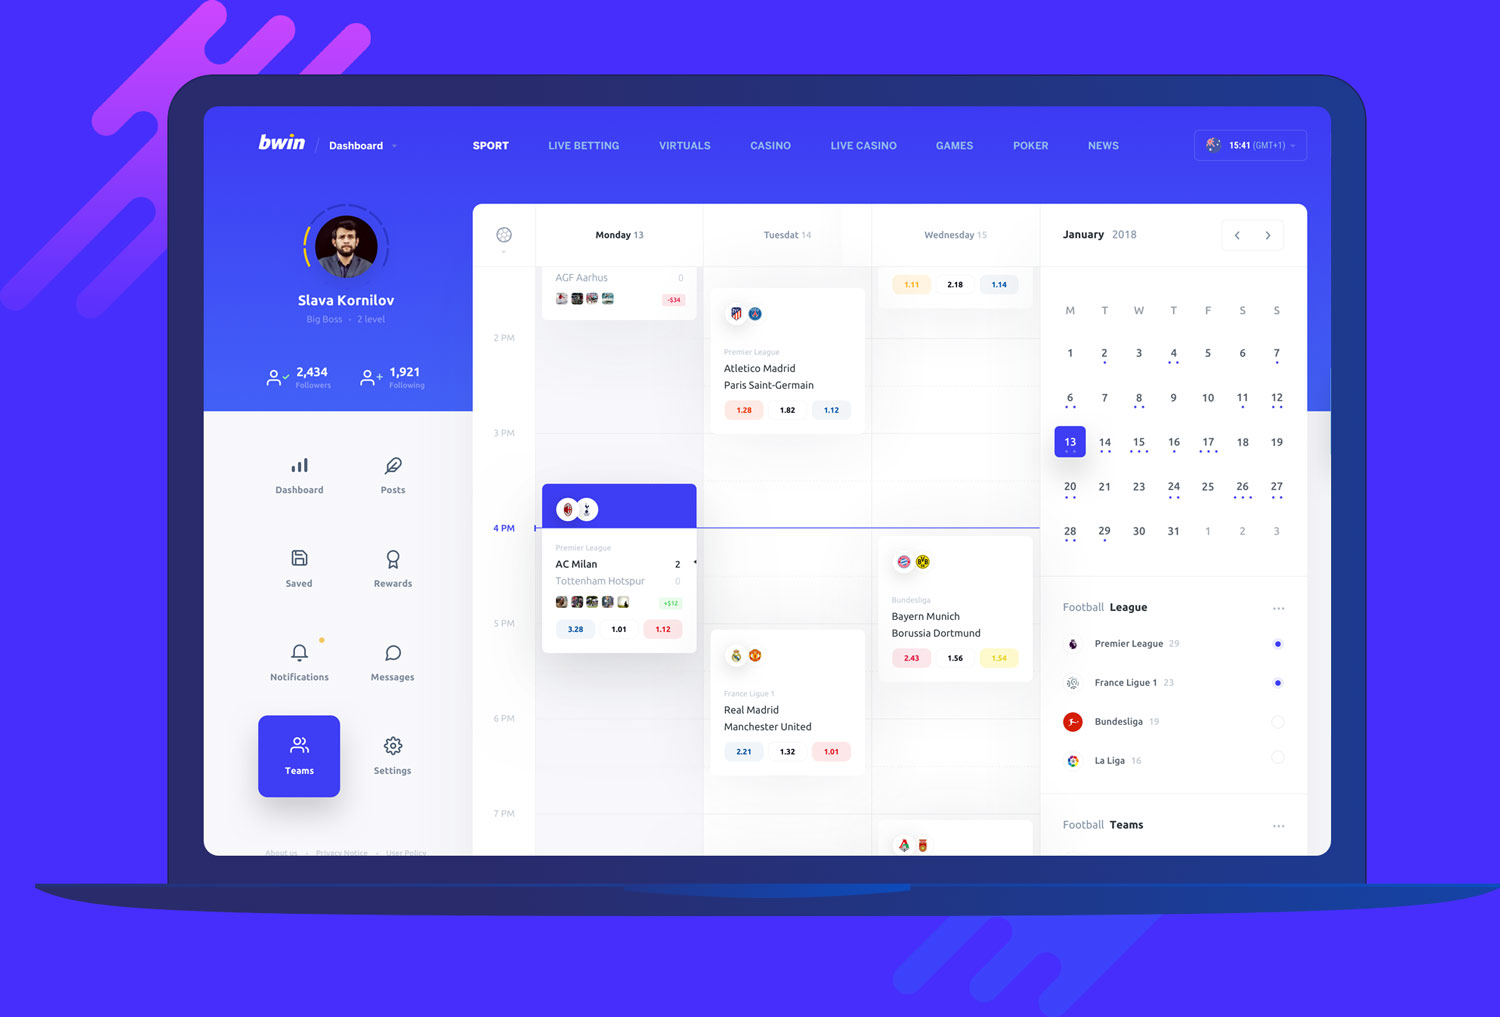 bwin / Dashboard
SPORT
LIVE BETTING
VIRTUALS
CASINO
LIVE CASINO
GAMES
POKER
NEWS
15:41 (GMT+1)
Slava Kornilov
Big Boss • 2 level
2,434
Followers
1,921
Following
Dashboard
Posts
Saved
Rewards
Notifications
Messages
Teams
Settings
About us • Privacy Notice • User Policy
Monday 13
Tuesdat 14
Wednesday 15
2 PM
3 PM
4 PM
5 PM
6 PM
7 PM
AGF Aarhus 0
-$34
Premier League
AC Milan 2
Tottenham Hotspur 0
+$12
3.28 1.01 1.12
Premier League
Atletico Madrid
Paris Saint-Germain
1.28 1.82 1.12
France Ligue 1
Real Madrid
Manchester United
2.21 1.32 1.01
1.11 2.18 1.14
Bundesliga
Bayern Munich
Borussia Dortmund
2.43 1.56 1.54
January 2018
M T W T F S S
1 2 3 4 5 6 7
6 7 8 9 10 11 12
13 14 15 16 17 18 19
20 21 23 24 25 26 27
28 29 30 31 1 2 3
Football League
Premier League 29
France Ligue 1 23
Bundesliga 19
La Liga 16
Football Teams